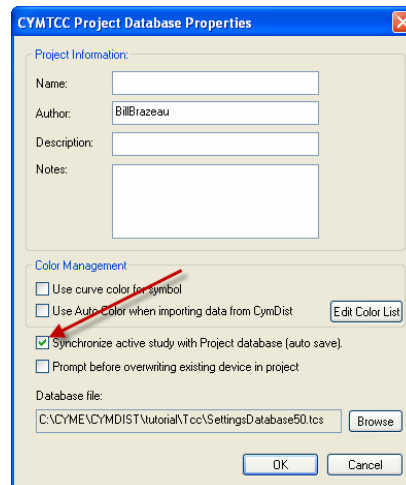 CYMTCC Project Database Properties
Project Information:
Name:
Author: BillBrazeau
Description:
Notes:
Color Management
Use curve color for symbol
Use Auto Color when importing data from CymDist
Edit Color List
Synchronize active study with Project database (auto save).
Prompt before overwriting existing device in project
Database file:
C:\CYME\CYMDIST\tutorial\Tcc\SettingsDatabase50.tcs
Browse
OK Cancel